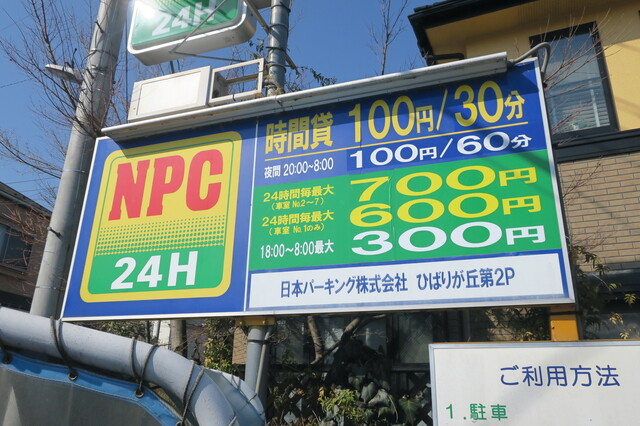 24H
NPC
24H
時間貸 100円/30分
夜間 20:00~8:00 100円/60分
24時間毎最大
(車室 No.2~7) 700円
24時間毎最大
(車室 No.1のみ) 600円
18:00~8:00最大 300円
日本パーキング株式会社 ひばりが丘第2P
ご利用方法
1.駐車